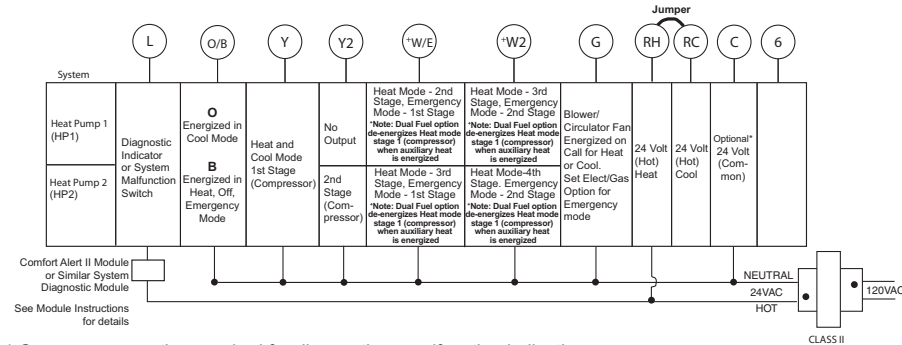 Jumper
L O/B Y Y2 +W/E +W2 G RH RC C 6
System
Heat Pump 1
(HP1)
Heat Pump 2
(HP2)
Diagnostic
Indicator
or System
Malfunction
Switch
O
Energized in
Cool Mode
B
Energized in
Heat, Off,
Emergency
Mode
Heat and
Cool Mode
1st Stage
(Compressor)
No
Output
2nd
Stage
(Com-
pressor)
Heat Mode - 2nd
Stage, Emergency
Mode - 1st Stage
*Note: Dual Fuel option
de-energizes Heat mode
stage 1 (compressor)
when auxiliary heat
is energized
Heat Mode - 3rd
Stage, Emergency
Mode - 1st Stage
*Note: Dual Fuel option
de-energizes Heat mode
stage 1 (compressor)
when auxiliary heat
is energized
Heat Mode - 3rd
Stage, Emergency
Mode - 2nd Stage
*Note: Dual Fuel option
de-energizes Heat mode
stage 1 (compressor)
when auxiliary heat
is energized
Heat Mode-4th
Stage. Emergency
Mode - 2nd Stage
*Note: Dual Fuel option
de-energizes Heat mode
stage 1 (compressor)
when auxiliary heat
is energized
Blower/
Circulator Fan
Energized on
Call for Heat
or Cool.
Set Elect/Gas
Option for
Emergency
mode
24 Volt
(Hot)
Heat
24 Volt
(Hot)
Cool
Optional*
24 Volt
(Com-
mon)
Comfort Alert II Module
or Similar System
Diagnostic Module
See Module Instructions
for details
NEUTRAL
24VAC
HOT
120VAC
CLASS II